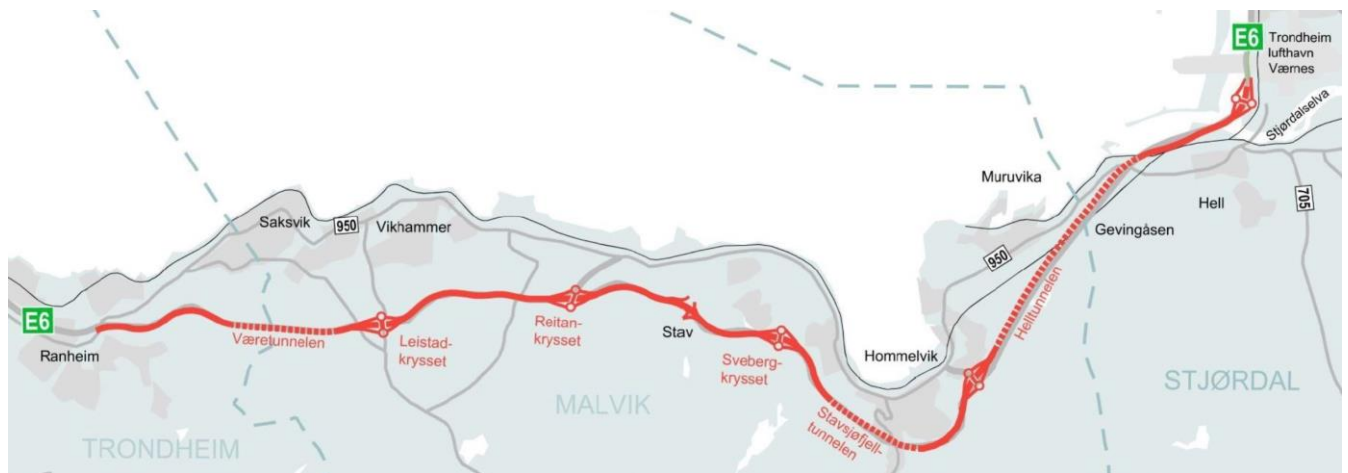 E6
Trondheim
lufthavn
Værnes
Stjørdalselva
Muruvika
Saksvik
950
Vikhammer
Hell
705
Gevingåsen
950
Helltunnelen
E6
Ranheim
Væretunnelen
Leistad-
krysset
Reitan-
krysset
Stav
Sveberg-
krysset
Hommelvik
STJØRDAL
MALVIK
Stavsjøfjell-
tunnelen
TRONDHEIM